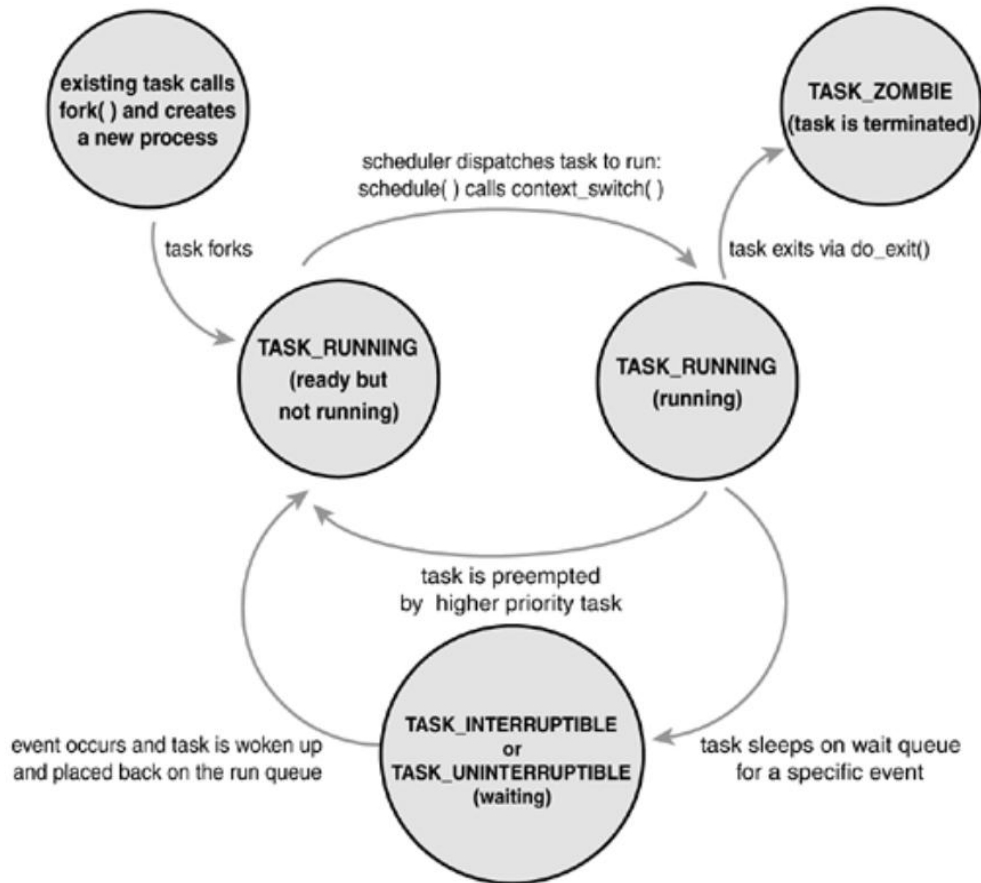 existing task calls
fork( ) and creates
a new process
TASK_ZOMBIE
(task is terminated)
scheduler dispatches task to run:
schedule( ) calls context_switch( )
task forks
task exits via do_exit()
TASK_RUNNING
(ready but
not running)
TASK_RUNNING
(running)
task is preempted
by higher priority task
TASK_INTERRUPTIBLE
or
TASK_UNINTERRUPTIBLE
(waiting)
event occurs and task is woken up
and placed back on the run queue
task sleeps on wait queue
for a specific event